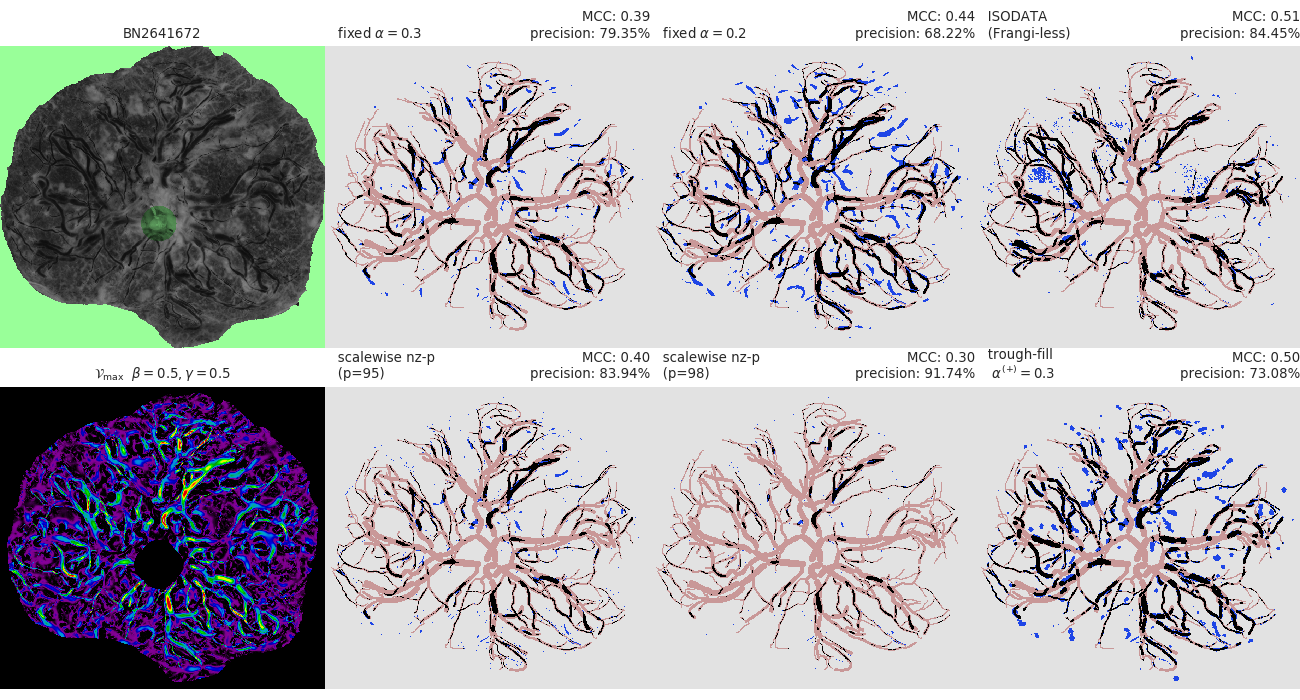 BN2641672
fixed α = 0.3
MCC: 0.39
precision: 79.35%
fixed α = 0.2
MCC: 0.44
precision: 68.22%
ISODATA
(Frangi-less)
MCC: 0.51
precision: 84.45%
𝒱max β = 0.5, γ = 0.5
scalewise nz-p
(p=95)
MCC: 0.40
precision: 83.94%
scalewise nz-p
(p=98)
MCC: 0.30
precision: 91.74%
trough-fill
α⁽⁺⁾ = 0.3
MCC: 0.50
precision: 73.08%